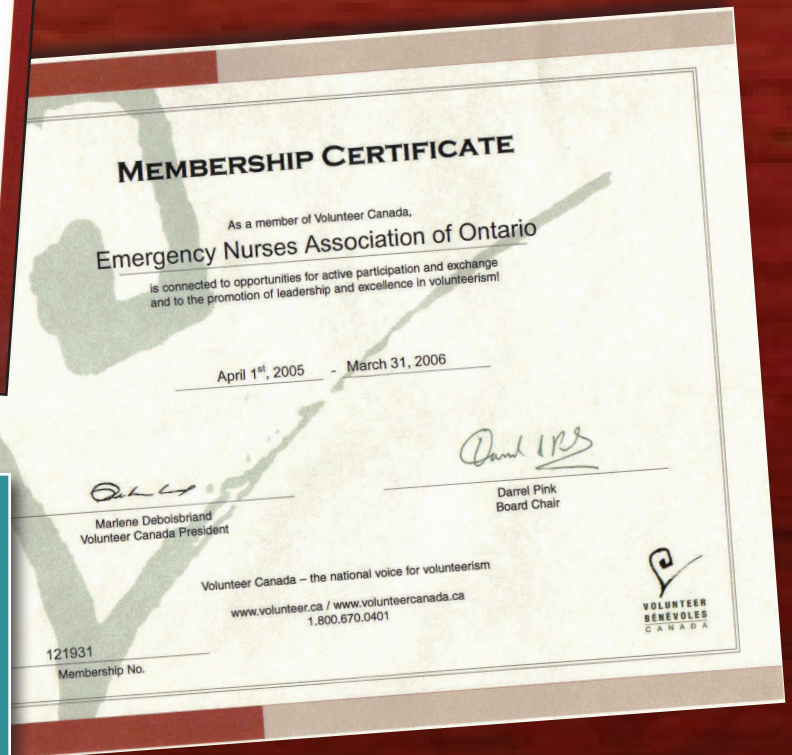 MEMBERSHIP CERTIFICATE
As a member of Volunteer Canada,
Emergency Nurses Association of Ontario
is connected to opportunities for active participation and exchange
and to the promotion of leadership and excellence in volunteerism!
April 1st, 2005 - March 31, 2006
Marlene Deboisbriand
Volunteer Canada President
Darrel Pink
Board Chair
Volunteer Canada – the national voice for volunteerism
www.volunteer.ca / www.volunteercanada.ca
1.800.670.0401
121931
Membership No.
VOLUNTEER
BÉNÉVOLES
CANADA